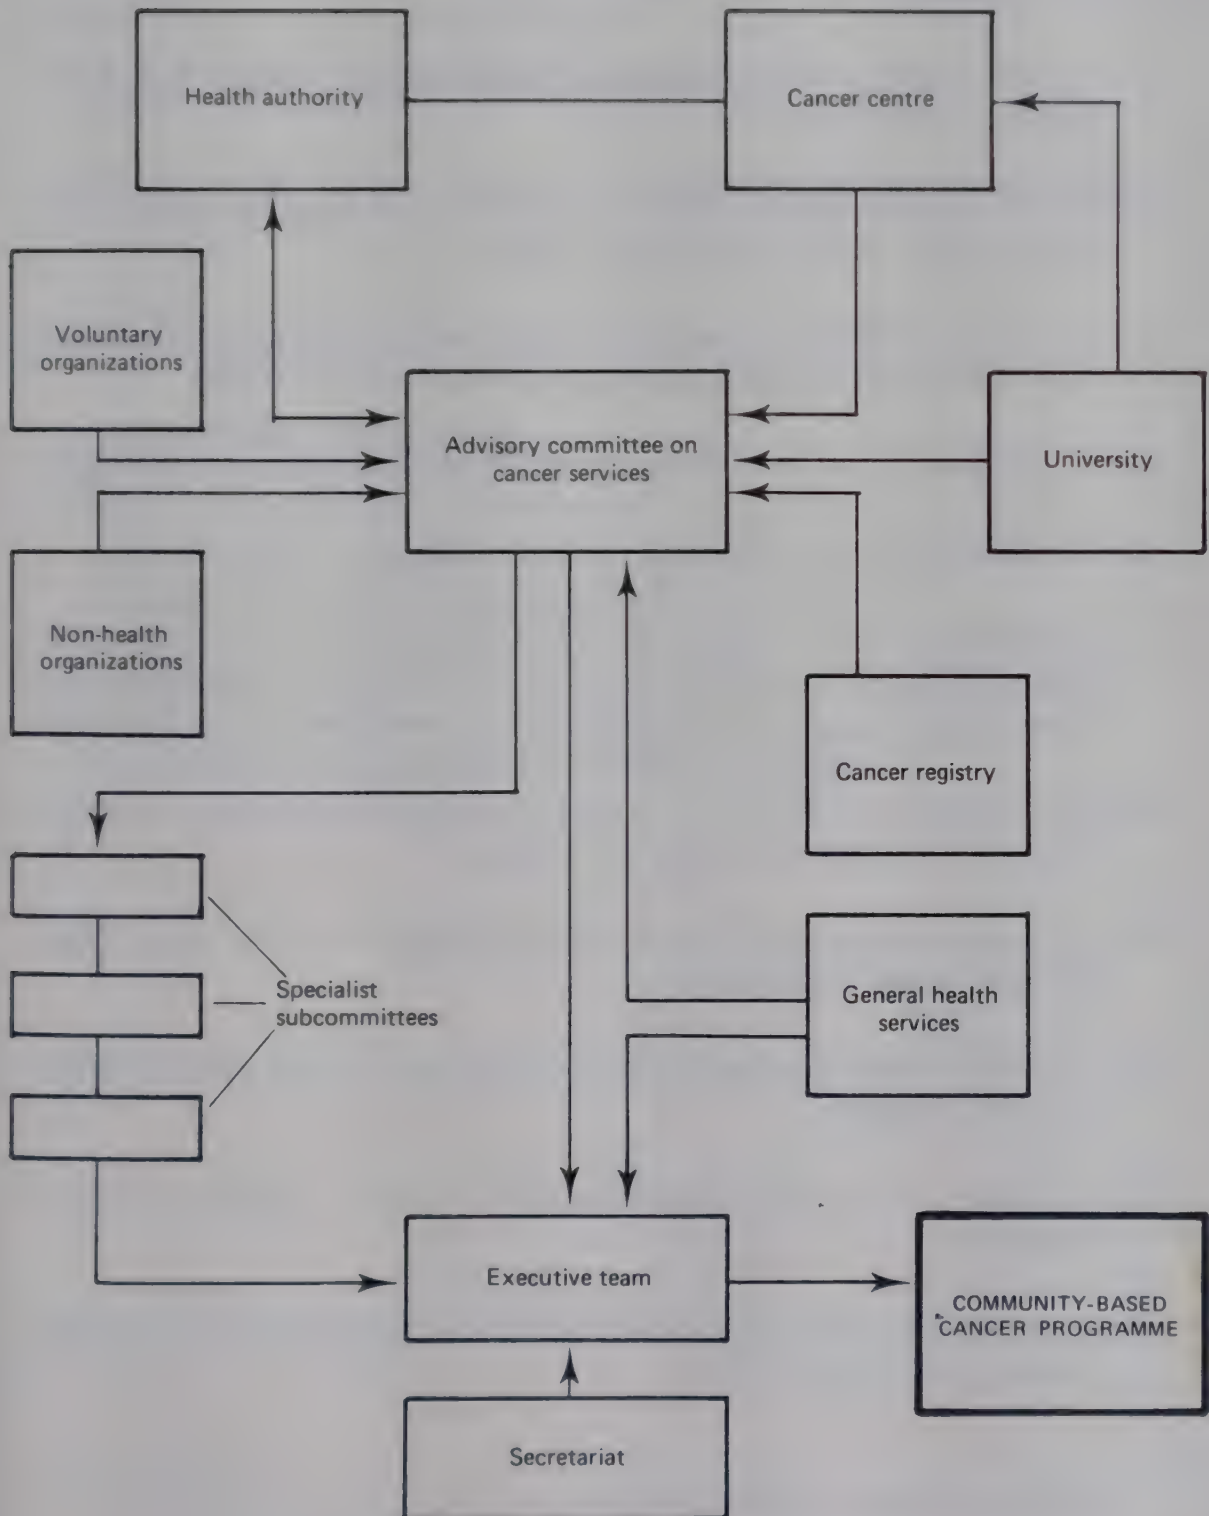 Health authority
Cancer centre
Voluntary
organizations
Advisory committee on
cancer services
University
Non-health
organizations
Cancer registry
Specialist
subcommittees
General health
services
Executive team
COMMUNITY-BASED
CANCER PROGRAMME
Secretariat